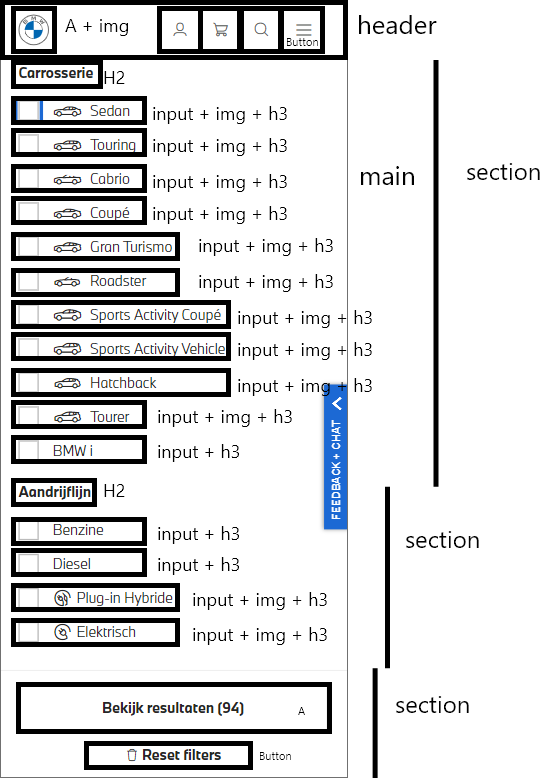 BMW
A + img
header
Button
Carrosserie H2
Sedan input + img + h3
Touring input + img + h3
section
main
Cabrio input + img + h3
Coupé input + img + h3
Gran Turismo input + img + h3
Roadster input + img + h3
Sports Activity Coupé input + img + h3
Sports Activity Vehicle input + img + h3
Hatchback input + img + h3
Tourer input + img + h3
BMW i input + h3
FEEDBACK + CHAT
Aandrijflijn H2
Benzine input + h3
section
Diesel input + h3
Plug-in Hybride input + img + h3
Elektrisch input + img + h3
Bekijk resultaten (94) A
section
Reset filters Button